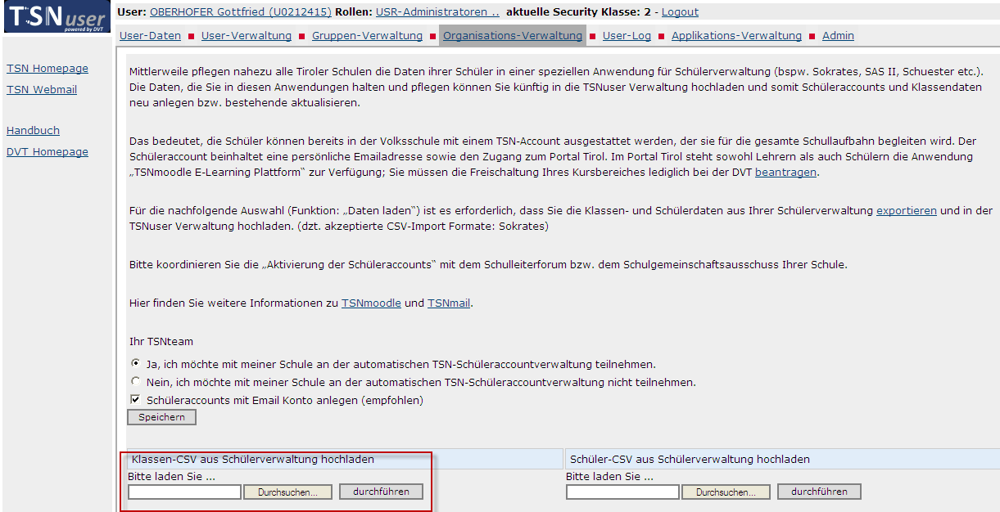 TSN user
powered by DVT
User: OBERHOFER Gottfried (U0212415) Rollen: USR-Administratoren .. aktuelle Security Klasse: 2 - Logout
User-Daten User-Verwaltung Gruppen-Verwaltung Organisations-Verwaltung User-Log Applikations-Verwaltung Admin
TSN Homepage
TSN Webmail
Handbuch
DVT Homepage
Mittlerweile pflegen nahezu alle Tiroler Schulen die Daten ihrer Schüler in einer speziellen Anwendung für Schülerverwaltung (bspw. Sokrates, SAS II, Schuester etc.).
Die Daten, die Sie in diesen Anwendungen halten und pflegen können Sie künftig in die TSNuser Verwaltung hochladen und somit Schüleraccounts und Klassendaten
neu anlegen bzw. bestehende aktualisieren.
Das bedeutet, die Schüler können bereits in der Volksschule mit einem TSN-Account ausgestattet werden, der sie für die gesamte Schullaufbahn begleiten wird. Der
Schüleraccount beinhaltet eine persönliche Emailadresse sowie den Zugang zum Portal Tirol. Im Portal Tirol steht sowohl Lehrern als auch Schülern die Anwendung
„TSNmoodle E-Learning Plattform“ zur Verfügung; Sie müssen die Freischaltung Ihres Kursbereiches lediglich bei der DVT beantragen.
Für die nachfolgende Auswahl (Funktion: „Daten laden“) ist es erforderlich, dass Sie die Klassen- und Schülerdaten aus Ihrer Schülerverwaltung exportieren und in der
TSNuser Verwaltung hochladen. (dzt. akzeptierte CSV-Import Formate: Sokrates)
Bitte koordinieren Sie die „Aktivierung der Schüleraccounts“ mit dem Schulleiterforum bzw. dem Schulgemeinschaftsausschuss Ihrer Schule.
Hier finden Sie weitere Informationen zu TSNmoodle und TSNmail.
Ihr TSNteam
Ja, ich möchte mit meiner Schule an der automatischen TSN-Schüleraccountverwaltung teilnehmen.
Nein, ich möchte mit meiner Schule an der automatischen TSN-Schüleraccountverwaltung nicht teilnehmen.
Schüleraccounts mit Email Konto anlegen (empfohlen)
Speichern
Klassen-CSV aus Schülerverwaltung hochladen
Bitte laden Sie ...
Durchsuchen... durchführen
Schüler-CSV aus Schülerverwaltung hochladen
Bitte laden Sie ...
Durchsuchen... durchführen